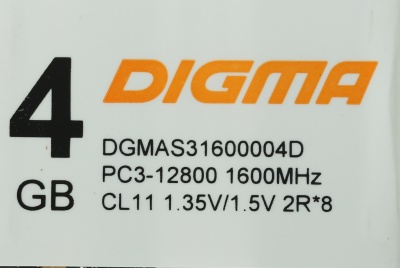 4
GB
DIGMA
DGMAS31600004D
PC3-12800 1600MHz
CL11 1.35V/1.5V 2R*8